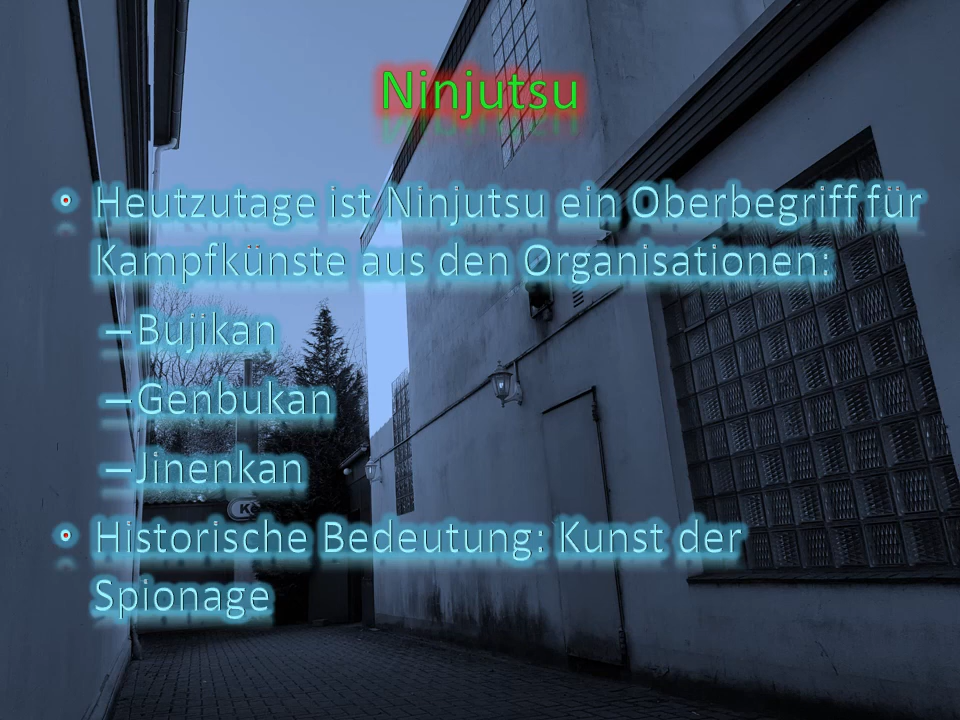 Ninjutsu
• Heutzutage ist Ninjutsu ein Oberbegriff für
Kampfkünste aus den Organisationen:
–Bujikan
–Genbukan
–Jinenkan
• Historische Bedeutung: Kunst der
Spionage